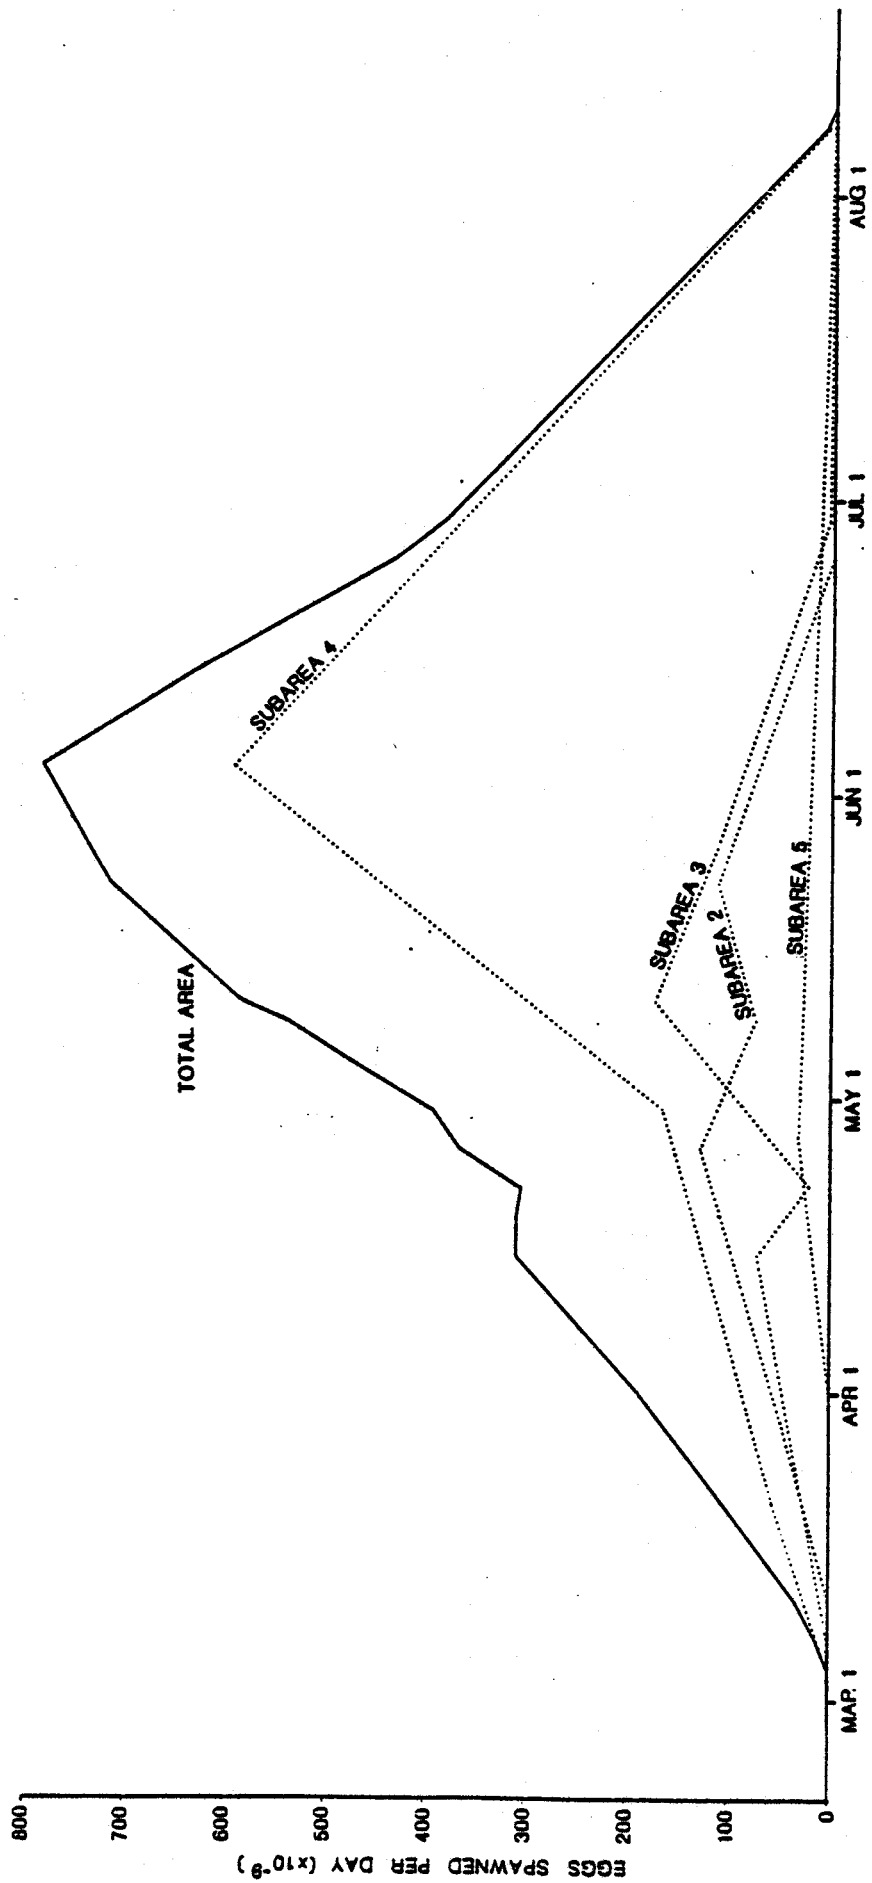 EGGS SPAWNED PER DAY (x10⁻⁹)
800
700
600
500
400
300
200
100
0
TOTAL AREA
SUBAREA 4
SUBAREA 3
SUBAREA 2
SUBAREA 5
MAR. 1
APR 1
MAY 1
JUN 1
JUL 1
AUG 1